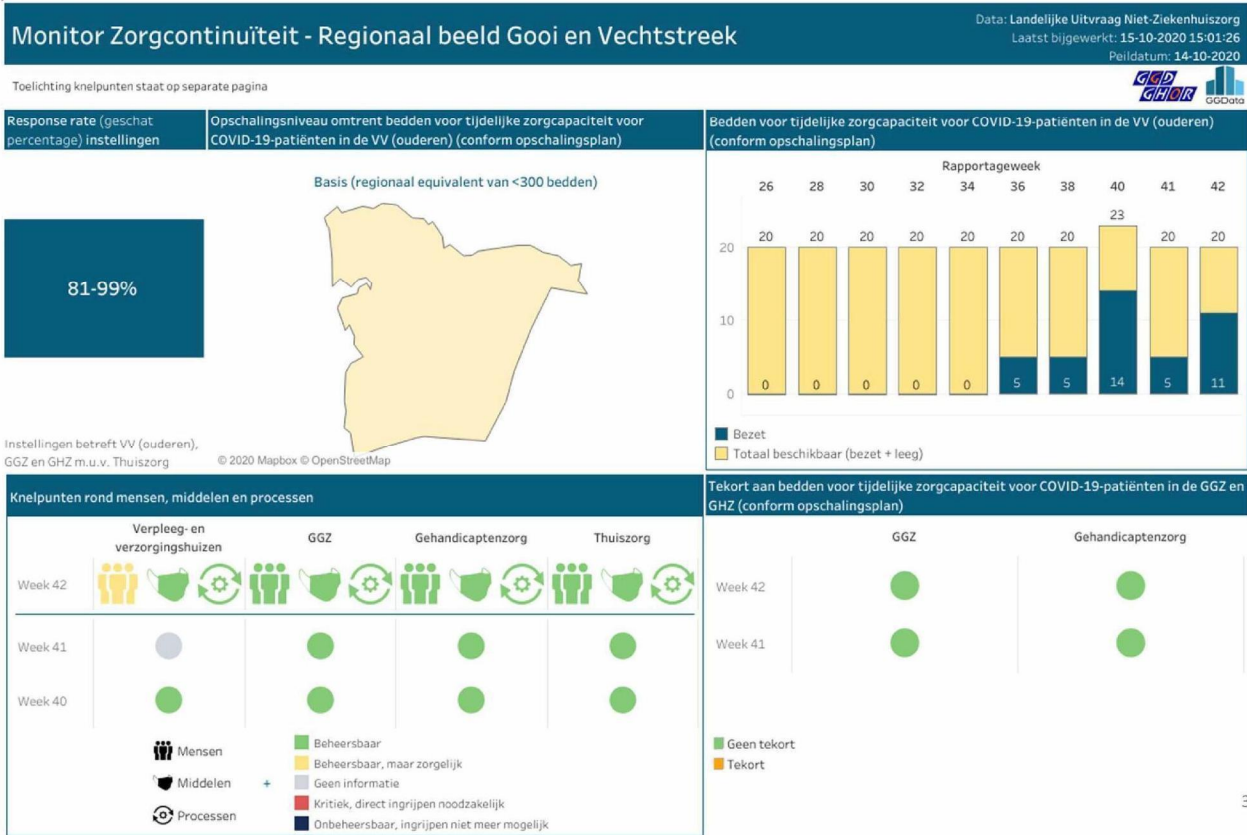 Monitor Zorgcontinuïteit - Regionaal beeld Gooi en Vechtstreek
Data: Landelijke Uitvraag Niet-Ziekenhuiszorg
Laatst bijgewerkt: 15-10-2020 15:01:26
Peildatum: 14-10-2020
Toelichting knelpunten staat op separate pagina
GGD
GHOR
GGData
Response rate (geschat
percentage) instellingen
81-99%
Instellingen betreft VV (ouderen),
GGZ en GHZ m.u.v. Thuiszorg
Opschalingsniveau omtrent bedden voor tijdelijke zorgcapaciteit voor
COVID-19-patiënten in de VV (ouderen) (conform opschalingsplan)
Basis (regionaal equivalent van <300 bedden)
© 2020 Mapbox © OpenStreetMap
Bedden voor tijdelijke zorgcapaciteit voor COVID-19-patiënten in de VV (ouderen)
(conform opschalingsplan)
Rapportageweek
26 28 30 32 34 36 38 40 41 42
23
20 20 20 20 20 20 20 20 20
20
10
0
0 0 0 0 0 5 5 14 5 11
Bezet
Totaal beschikbaar (bezet + leeg)
Knelpunten rond mensen, middelen en processen
Verpleeg- en
verzorgingshuizen
GGZ
Gehandicaptenzorg
Thuiszorg
Week 42
Week 41
Week 40
Mensen
Middelen
Processen
+
Beheersbaar
Beheersbaar, maar zorgelijk
Geen informatie
Kritiek, direct ingrijpen noodzakelijk
Onbeheersbaar, ingrijpen niet meer mogelijk
Tekort aan bedden voor tijdelijke zorgcapaciteit voor COVID-19-patiënten in de GGZ en
GHZ (conform opschalingsplan)
GGZ
Gehandicaptenzorg
Week 42
Week 41
Geen tekort
Tekort
3